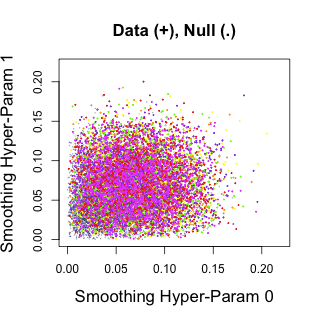 Data (+), Null (.)
Smoothing Hyper-Param 1
0.20
0.15
0.10
0.05
0.00
0.00 0.05 0.10 0.15 0.20
Smoothing Hyper-Param 0